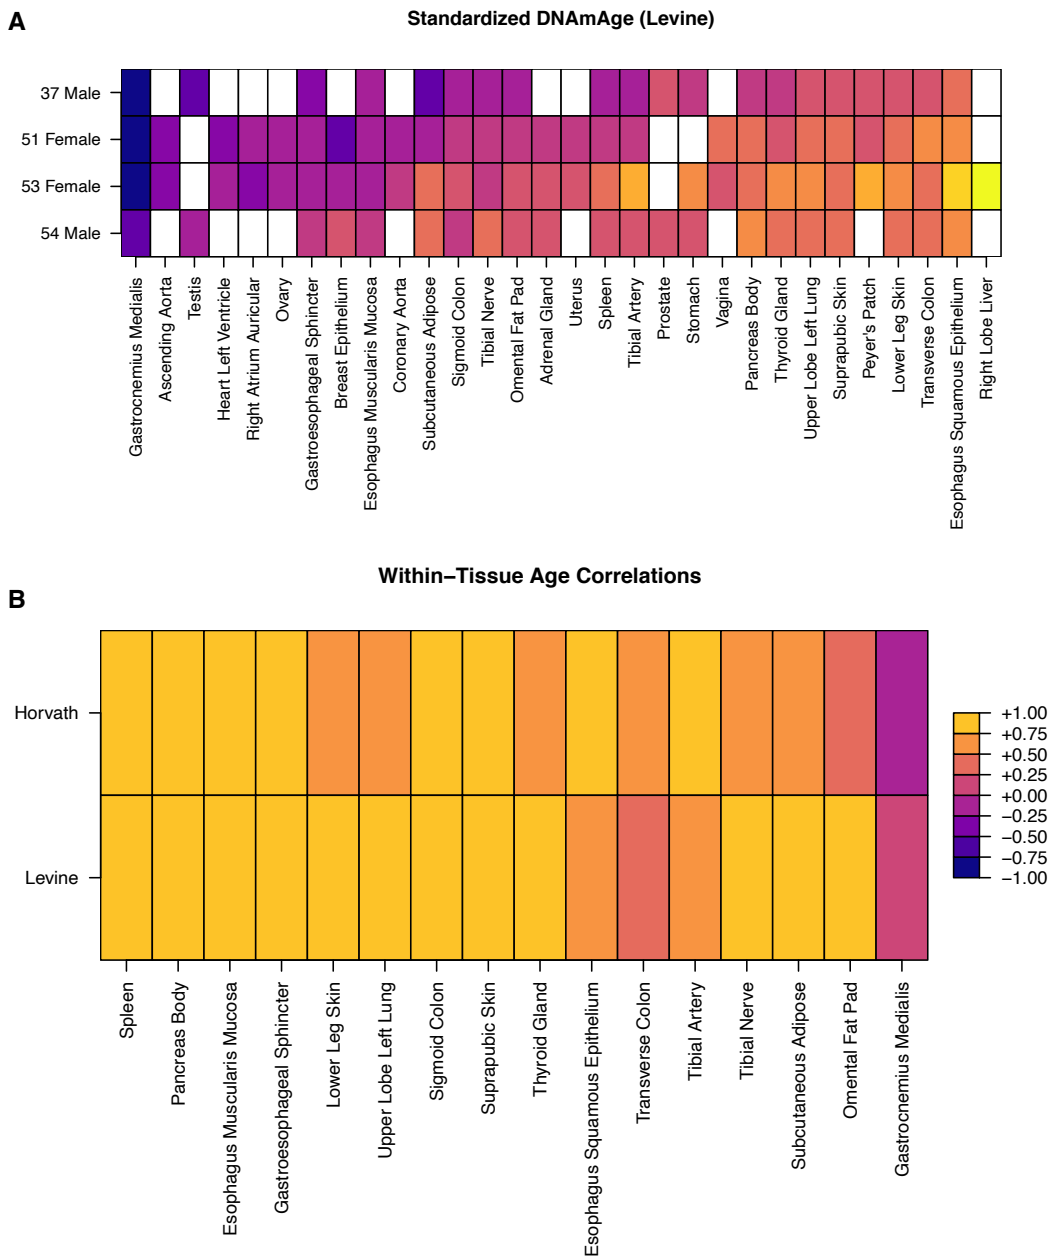 A
Standardized DNAmAge (Levine)
37 Male
51 Female
53 Female
54 Male
Gastrocnemius Medialis
Ascending Aorta
Testis
Heart Left Ventricle
Right Atrium Auricular
Ovary
Gastroesophageal Sphincter
Breast Epithelium
Esophagus Muscularis Mucosa
Coronary Aorta
Subcutaneous Adipose
Sigmoid Colon
Tibial Nerve
Omental Fat Pad
Adrenal Gland
Uterus
Spleen
Tibial Artery
Prostate
Stomach
Vagina
Pancreas Body
Thyroid Gland
Upper Lobe Left Lung
Suprapubic Skin
Peyer's Patch
Lower Leg Skin
Transverse Colon
Esophagus Squamous Epithelium
Right Lobe Liver
Within−Tissue Age Correlations
B
Horvath
Levine
+1.00
+0.75
+0.50
+0.25
+0.00
−0.25
−0.50
−0.75
−1.00
Spleen
Pancreas Body
Esophagus Muscularis Mucosa
Gastroesophageal Sphincter
Lower Leg Skin
Upper Lobe Left Lung
Sigmoid Colon
Suprapubic Skin
Thyroid Gland
Esophagus Squamous Epithelium
Transverse Colon
Tibial Artery
Tibial Nerve
Subcutaneous Adipose
Omental Fat Pad
Gastrocnemius Medialis